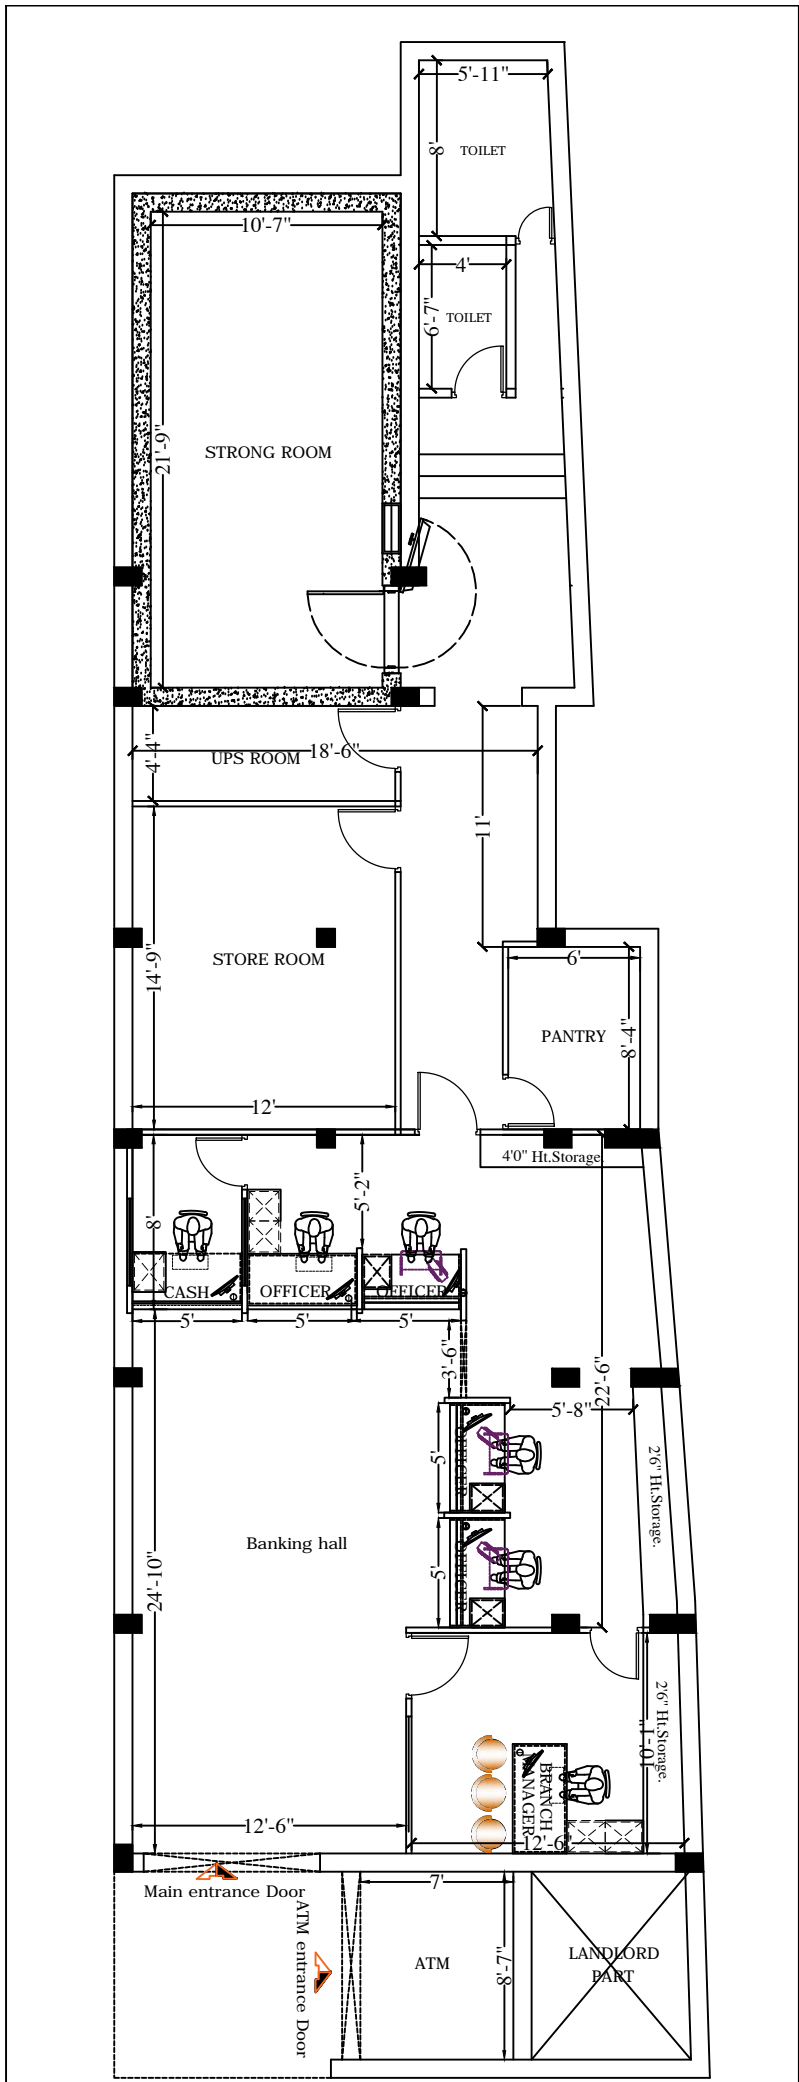 5'-11"
8'
TOILET
4'
6'-7"
TOILET
10'-7"
21'-9"
STRONG ROOM
4'-4"
UPS ROOM
18'-6"
11'
14'-9"
STORE ROOM
12'
6'
PANTRY
8'-4"
4'0" Ht.Storage.
5'-2"
8'
CASH
OFFICER
OFFICER
5'
5'
5'
3'-6"
22'-6"
5'-8"
5'
OFFICER
2'6" Ht.Storage.
Banking hall
24'-10"
5'
OFFICER
2'6" Ht.Storage.
10'-1"
BRANCH
MANAGER
12'-6"
12'-6"
Main entrance Door
ATM entrance Door
7'
ATM
8'-7"
LANDLORD
PART